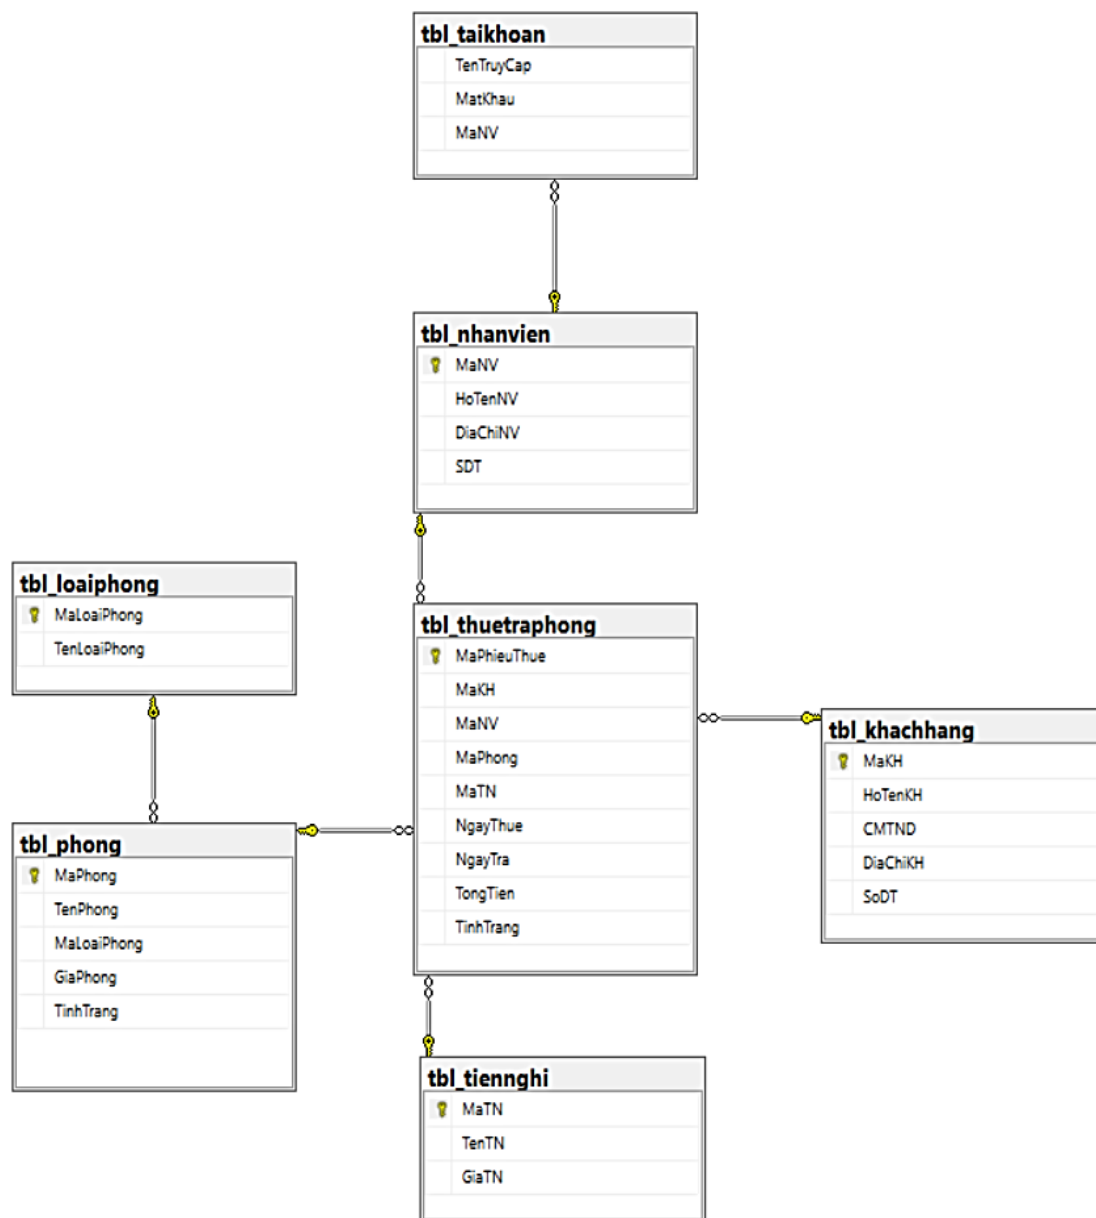 tbl_taikhoan
TenTruyCap
MatKhau
MaNV
tbl_nhanvien
MaNV
HoTenNV
DiaChiNV
SDT
tbl_loaiphong
MaLoaiPhong
TenLoaiPhong
tbl_thuetraphong
MaPhieuThue
MaKH
MaNV
MaPhong
MaTN
NgayThue
NgayTra
TongTien
TinhTrang
tbl_khachhang
MaKH
HoTenKH
CMTND
DiaChiKH
SoDT
tbl_phong
MaPhong
TenPhong
MaLoaiPhong
GiaPhong
TinhTrang
tbl_tiennghi
MaTN
TenTN
GiaTN